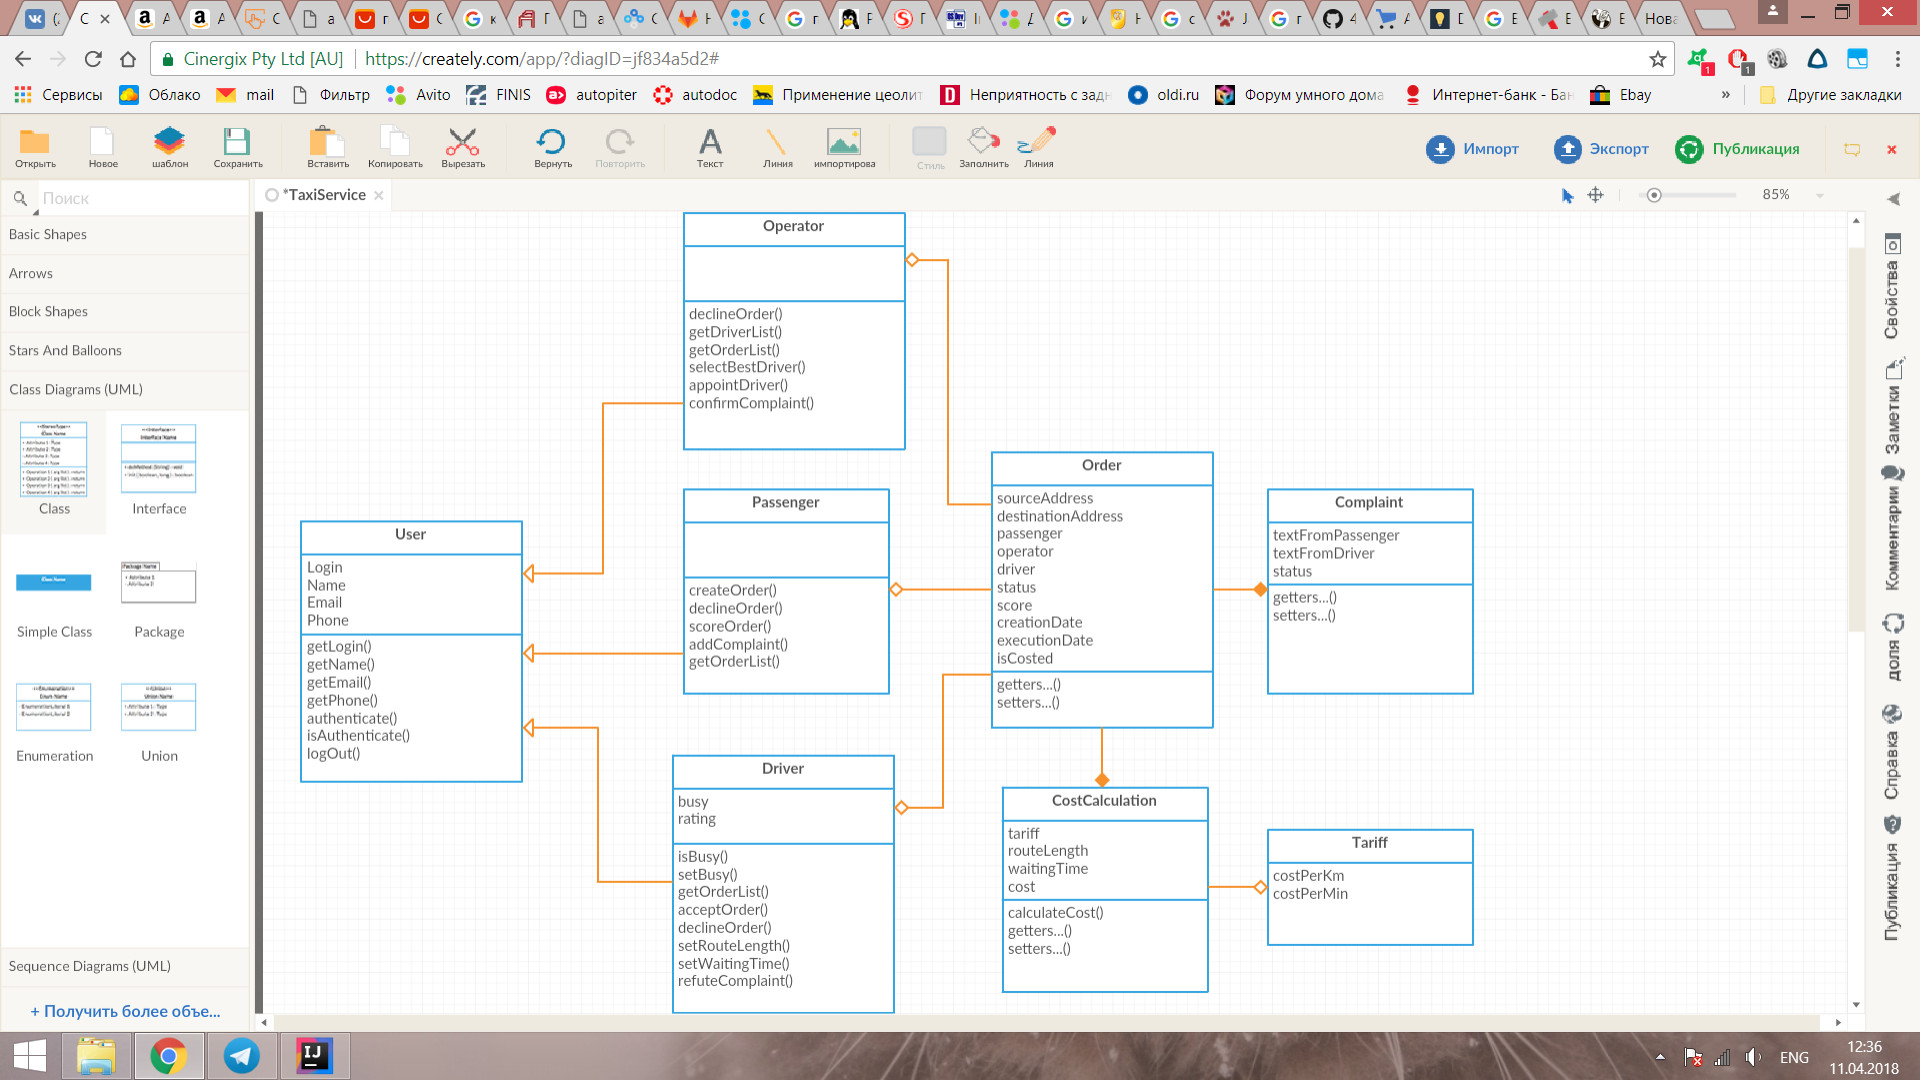 Cinergix Pty Ltd [AU]
https://creately.com/app/?diagID=jf834a5d2#
Сервисы
Облако
mail
Фильтр
Avito
FINIS
autopiter
autodoc
Применение цеолит
Неприятность с задн
oldi.ru
Форум умного дома
Интернет-банк - Бан
Ebay
»
Другие закладки
Открыть
Новое
шаблон
Сохранить
Вставить
Копировать
Вырезать
Вернуть
Повторить
Текст
Линия
импортирова
Стиль
Заполнить
Линия
Импорт
Экспорт
Публикация
Поиск
*TaxiService
85%
Basic Shapes
Arrows
Block Shapes
Stars And Balloons
Class Diagrams (UML)
Class
Interface
Simple Class
Package
Enumeration
Union
Sequence Diagrams (UML)
+ Получить более объе...
User
Login
Name
Email
Phone
getLogin()
getName()
getEmail()
getPhone()
authenticate()
isAuthenticate()
logOut()
Operator
declineOrder()
getDriverList()
getOrderList()
selectBestDriver()
appointDriver()
confirmComplaint()
Passenger
createOrder()
declineOrder()
scoreOrder()
addComplaint()
getOrderList()
Driver
busy
rating
isBusy()
setBusy()
getOrderList()
acceptOrder()
declineOrder()
setRouteLength()
setWaitingTime()
refuteComplaint()
Order
sourceAddress
destinationAddress
passenger
operator
driver
status
score
creationDate
executionDate
isCosted
getters...()
setters...()
Complaint
textFromPassenger
textFromDriver
status
getters...()
setters...()
CostCalculation
tariff
routeLength
waitingTime
cost
calculateCost()
getters...()
setters...()
Tariff
costPerKm
costPerMin
Свойства
Заметки
Комментарии
доля
Справка
Публикация
ENG
12:36
11.04.2018